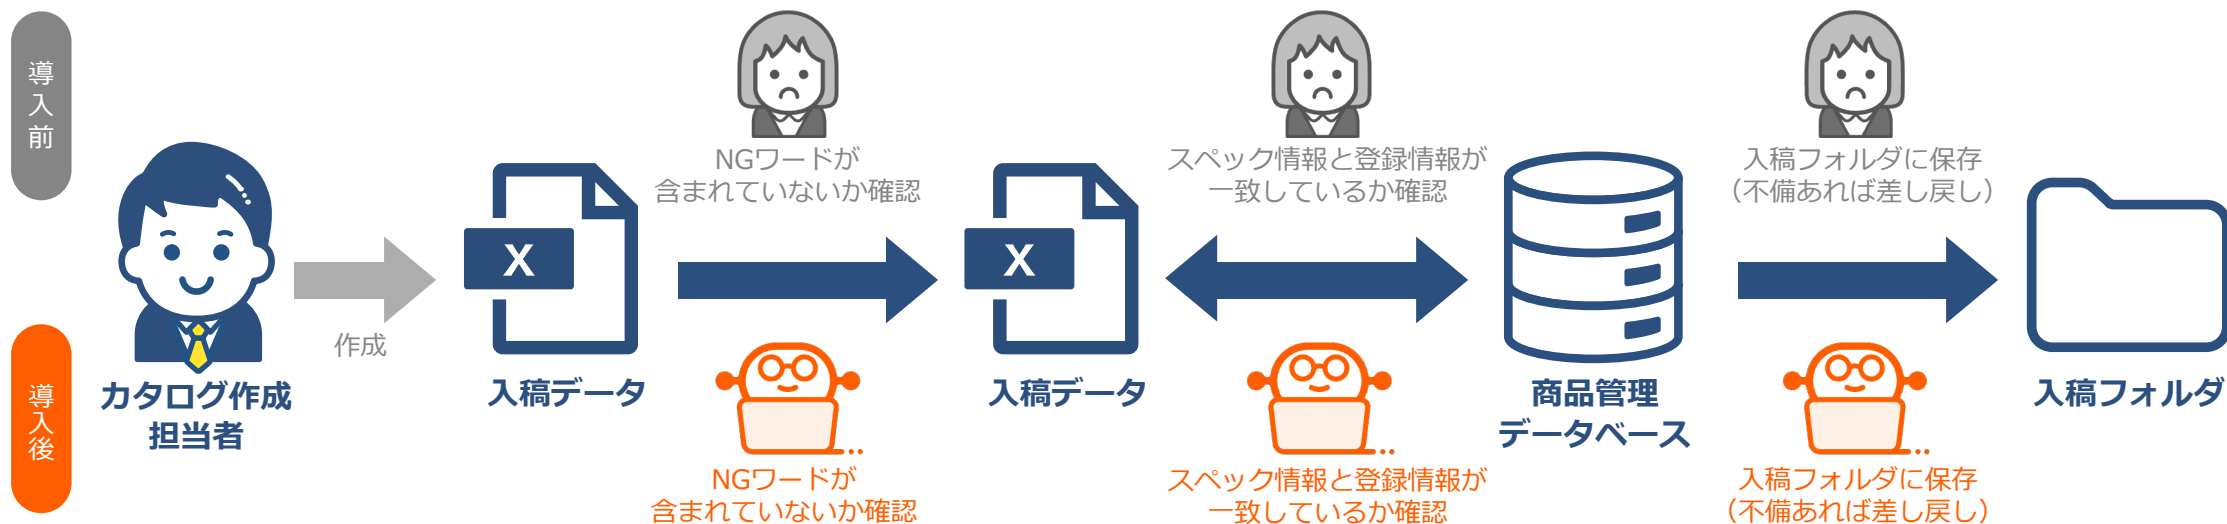 導入前
NGワードが
含まれていないか確認
スペック情報と登録情報が
一致しているか確認
入稿フォルダに保存
（不備あれば差し戻し）
X
X
作成
カタログ作成
担当者
入稿データ
入稿データ
商品管理
データベース
入稿フォルダ
導入後
NGワードが
含まれていないか確認
スペック情報と登録情報が
一致しているか確認
入稿フォルダに保存
（不備あれば差し戻し）